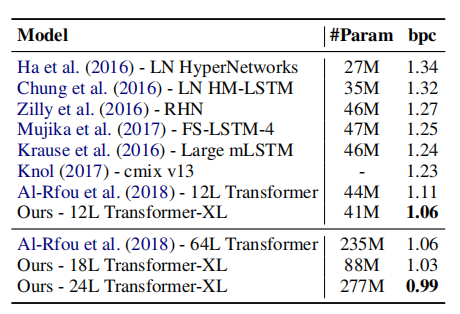 Model #Param bpc
Ha et al. (2016) - LN HyperNetworks 27M 1.34
Chung et al. (2016) - LN HM-LSTM 35M 1.32
Zilly et al. (2016) - RHN 46M 1.27
Mujika et al. (2017) - FS-LSTM-4 47M 1.25
Krause et al. (2016) - Large mLSTM 46M 1.24
Knol (2017) - cmix v13 - 1.23
Al-Rfou et al. (2018) - 12L Transformer 44M 1.11
Ours - 12L Transformer-XL 41M 1.06
Al-Rfou et al. (2018) - 64L Transformer 235M 1.06
Ours - 18L Transformer-XL 88M 1.03
Ours - 24L Transformer-XL 277M 0.99